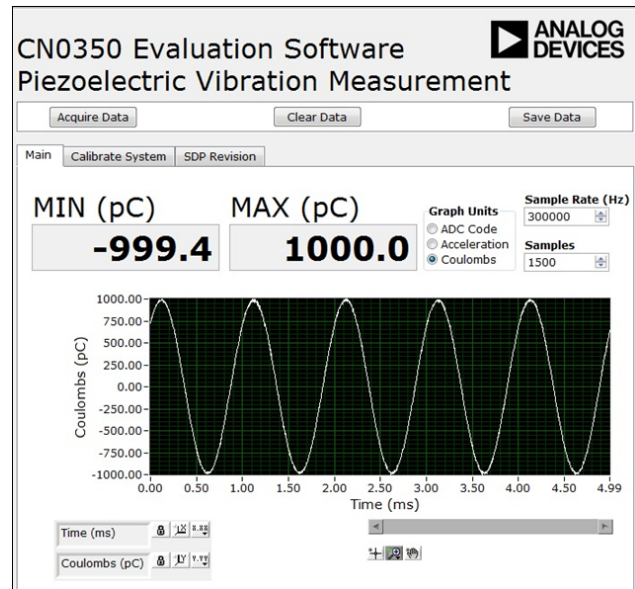 CN0350 Evaluation Software
Piezoelectric Vibration Measurement
ANALOG
DEVICES
Acquire Data
Clear Data
Save Data
Main
Calibrate System
SDP Revision
MIN (pC)
-999.4
MAX (pC)
1000.0
Graph Units
ADC Code
Acceleration
Coulombs
Sample Rate (Hz)
300000
Samples
1500
Coulombs (pC)
1000.00
750.00
500.00
250.00
0.00
-250.00
-500.00
-750.00
-1000.00
0.00 0.50 1.00 1.50 2.00 2.50 3.00 3.50 4.00 4.50 4.99
Time (ms)
Time (ms)
Coulombs (pC)